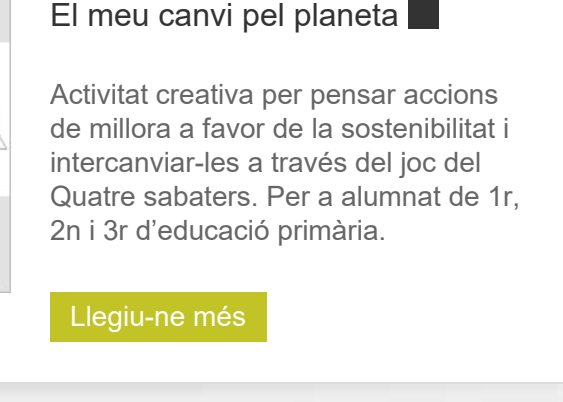 El meu canvi pel planeta
Activitat creativa per pensar accions
de millora a favor de la sostenibilitat i
intercanviar-les a través del joc del
Quatre sabaters. Per a alumnat de 1r,
2n i 3r d’educació primària.
Llegiu-ne més